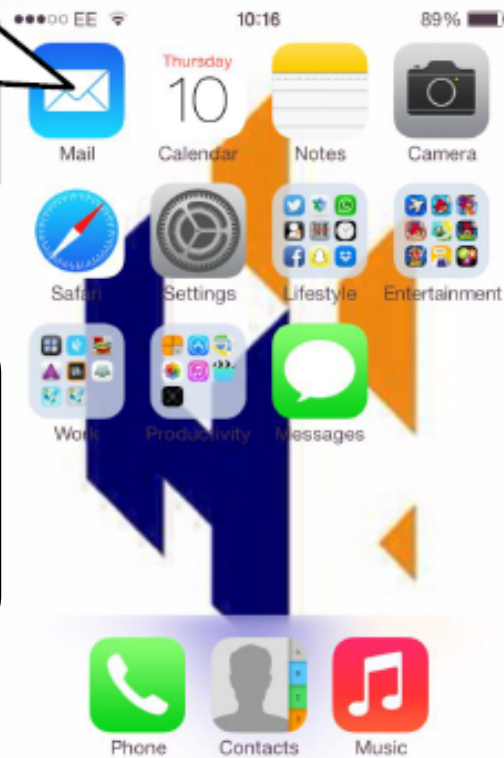 EE 10:16 89%
Thursday
10
Mail Calendar Notes Camera
Safari Settings Lifestyle Entertainment
Work Productivity Messages
Phone Contacts Music